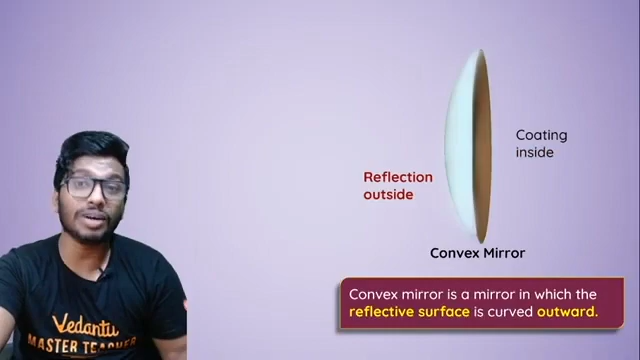 Coating
inside
Reflection
outside
Convex Mirror
Convex mirror is a mirror in which the
reflective surface is curved outward.
Vedantu
MASTER TEACHER